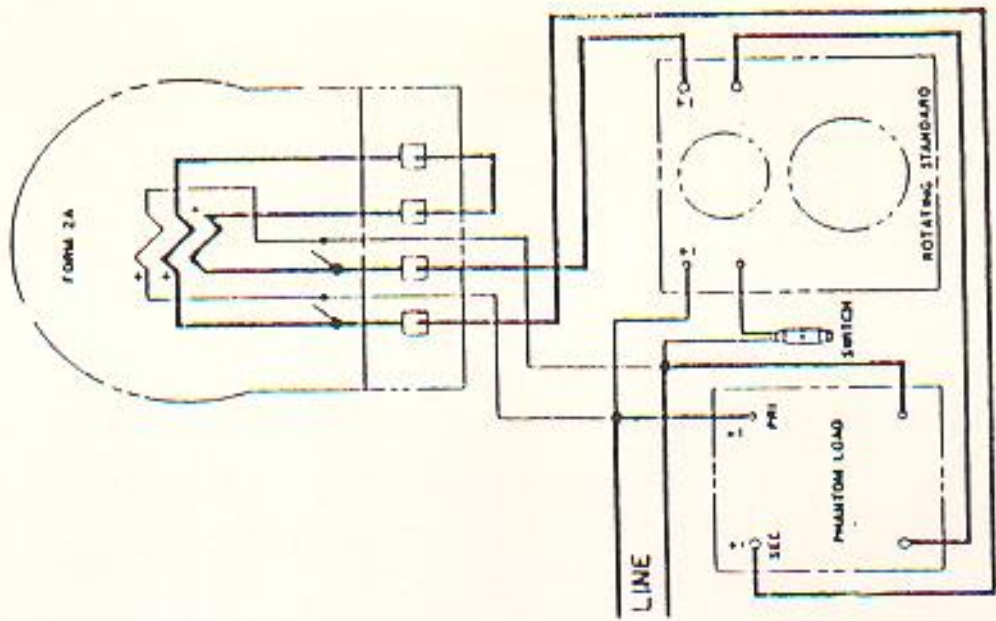 FORM 2A
ROTATING STANDARD
SWITCH
LINE
PRI
SEC
PHANTOM LOAD